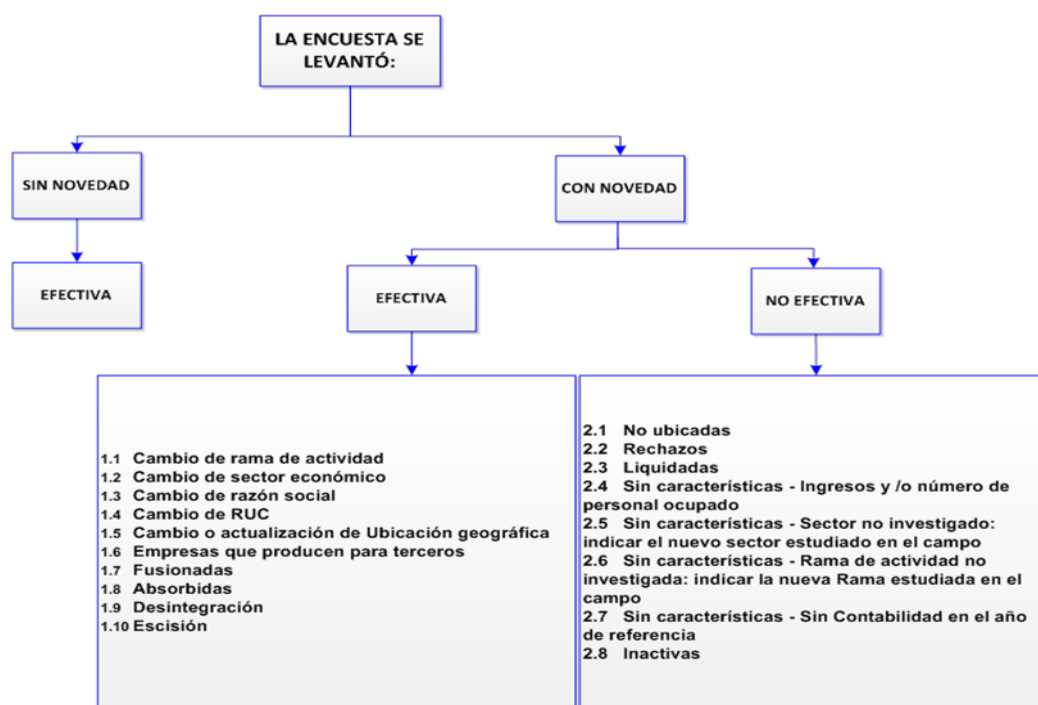 LA ENCUESTA SE
LEVANTÓ:
SIN NOVEDAD
CON NOVEDAD
EFECTIVA
EFECTIVA
NO EFECTIVA
1.1 Cambio de rama de actividad
1.2 Cambio de sector económico
1.3 Cambio de razón social
1.4 Cambio de RUC
1.5 Cambio o actualización de Ubicación geográfica
1.6 Empresas que producen para terceros
1.7 Fusionadas
1.8 Absorbidas
1.9 Desintegración
1.10 Escisión
2.1 No ubicadas
2.2 Rechazos
2.3 Liquidadas
2.4 Sin características - Ingresos y /o número de
personal ocupado
2.5 Sin características - Sector no investigado:
indicar el nuevo sector estudiado en el campo
2.6 Sin características - Rama de actividad no
investigada: indicar la nueva Rama estudiada en el
campo
2.7 Sin características - Sin Contabilidad en el año
de referencia
2.8 Inactivas